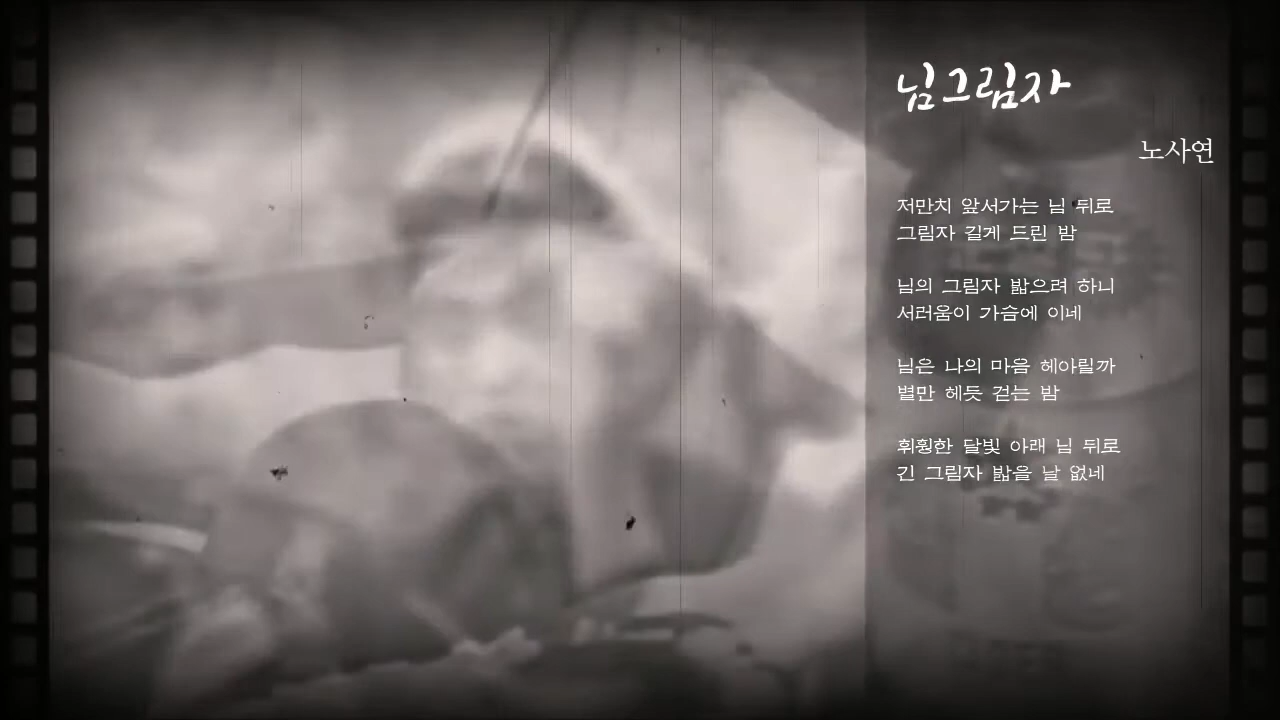 님그림자
노사연
저만치 앞서가는 님 뒤로
그림자 길게 드린 밤
님의 그림자 밟으려 하니
서러움이 가슴에 이네
님은 나의 마음 헤아릴까
별만 헤듯 걷는 밤
휘휭한 달빛 아래 님 뒤로
긴 그림자 밟을 날 없네